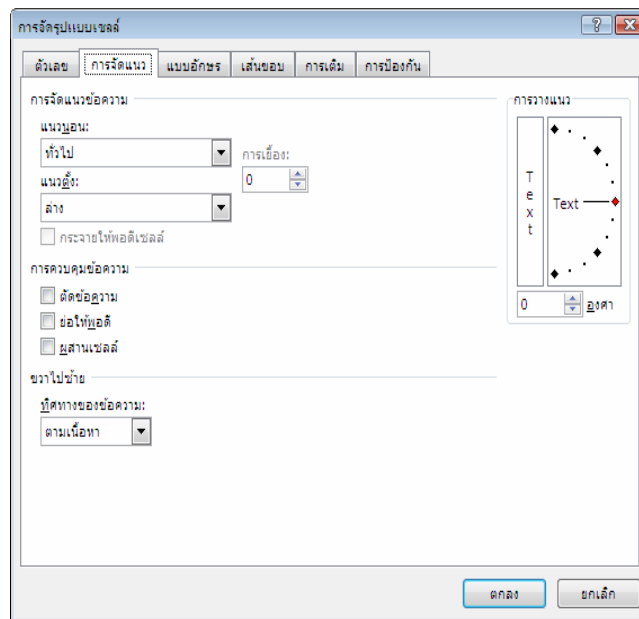 การจัดรูปแบบเซลล์
ตัวเลข การจัดแนว แบบอักษร เส้นขอบ การเติม การป้องกัน
การจัดแนวข้อความ
แนวนอน:
ทั่วไป
การเยื้อง:
0
แนวตั้ง:
ล่าง
กระจายให้พอดีเซลล์
การควบคุมข้อความ
ตัดข้อความ
ย่อให้พอดี
ผสานเซลล์
ขวาไปซ้าย
ทิศทางของข้อความ:
ตามเนื้อหา
การวางแนว
Text
Text
0 องศา
ตกลง ยกเลิก